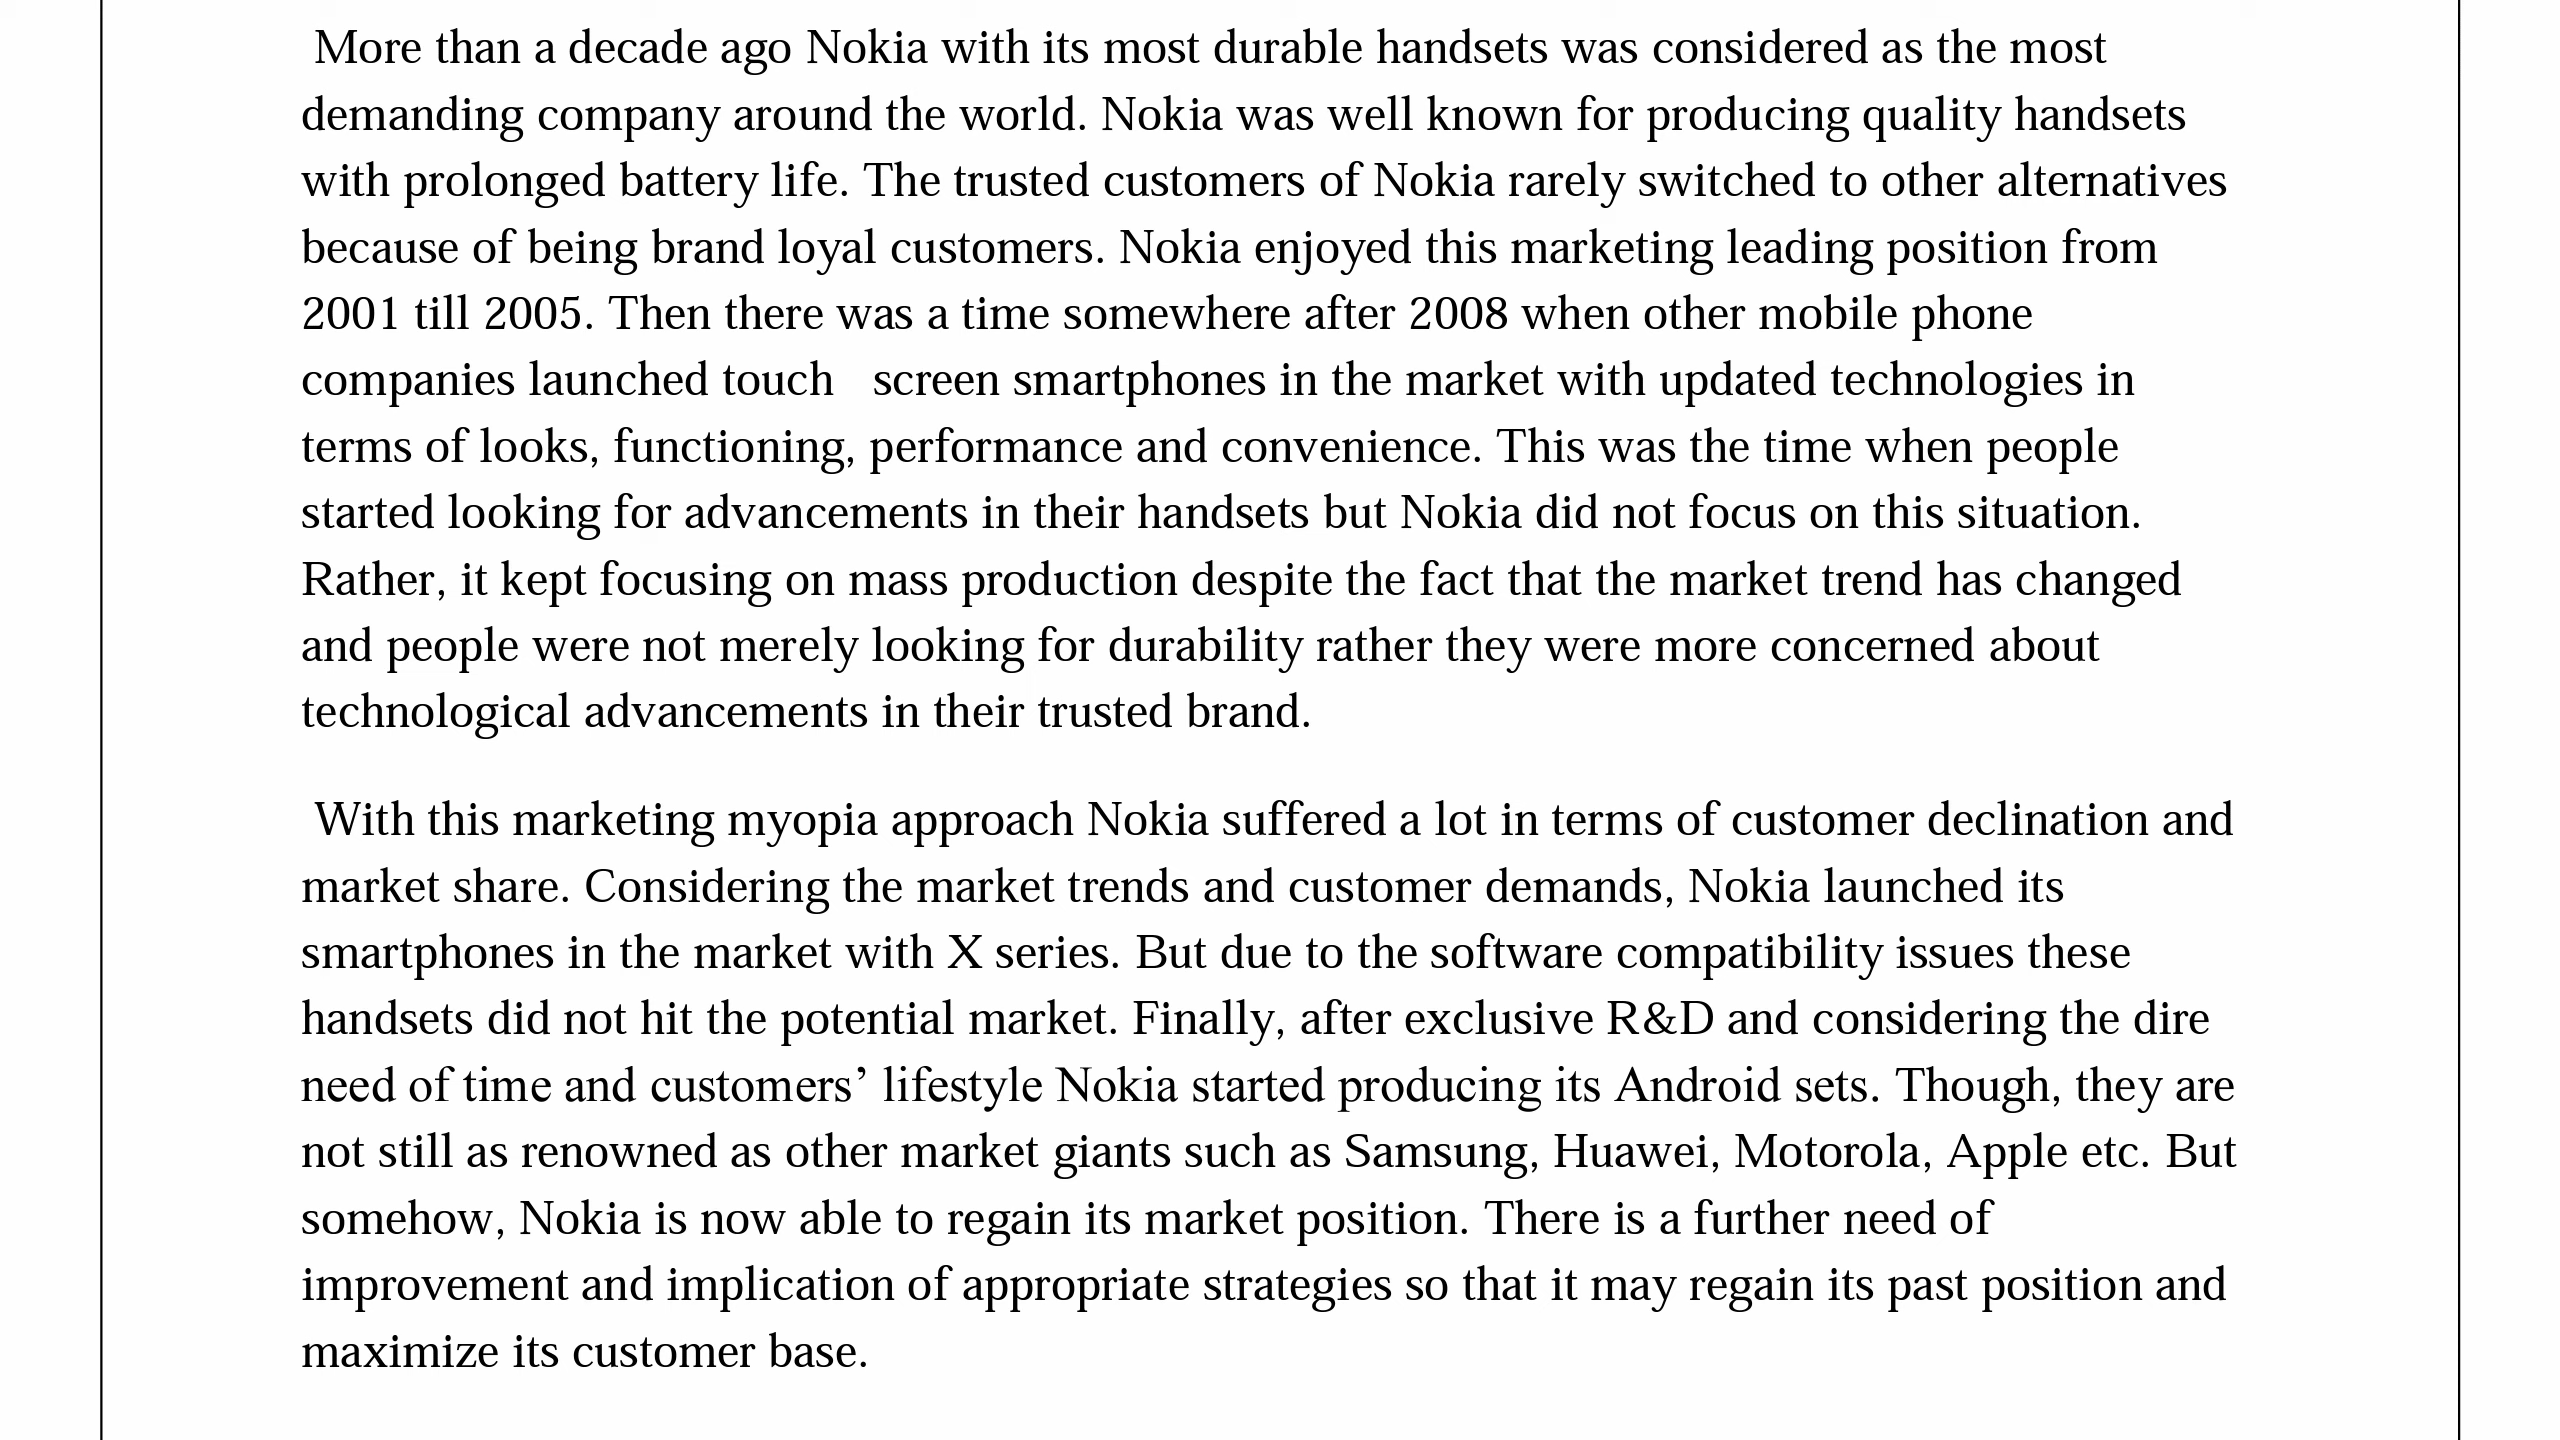 More than a decade ago Nokia with its most durable handsets was considered as the most
demanding company around the world. Nokia was well known for producing quality handsets
with prolonged battery life. The trusted customers of Nokia rarely switched to other alternatives
because of being brand loyal customers. Nokia enjoyed this marketing leading position from
2001 till 2005. Then there was a time somewhere after 2008 when other mobile phone
companies launched touch   screen smartphones in the market with updated technologies in
terms of looks, functioning, performance and convenience. This was the time when people
started looking for advancements in their handsets but Nokia did not focus on this situation.
Rather, it kept focusing on mass production despite the fact that the market trend has changed
and people were not merely looking for durability rather they were more concerned about
technological advancements in their trusted brand.
With this marketing myopia approach Nokia suffered a lot in terms of customer declination and
market share. Considering the market trends and customer demands, Nokia launched its
smartphones in the market with X series. But due to the software compatibility issues these
handsets did not hit the potential market. Finally, after exclusive R&D and considering the dire
need of time and customers’ lifestyle Nokia started producing its Android sets. Though, they are
not still as renowned as other market giants such as Samsung, Huawei, Motorola, Apple etc. But
somehow, Nokia is now able to regain its market position. There is a further need of
improvement and implication of appropriate strategies so that it may regain its past position and
maximize its customer base.